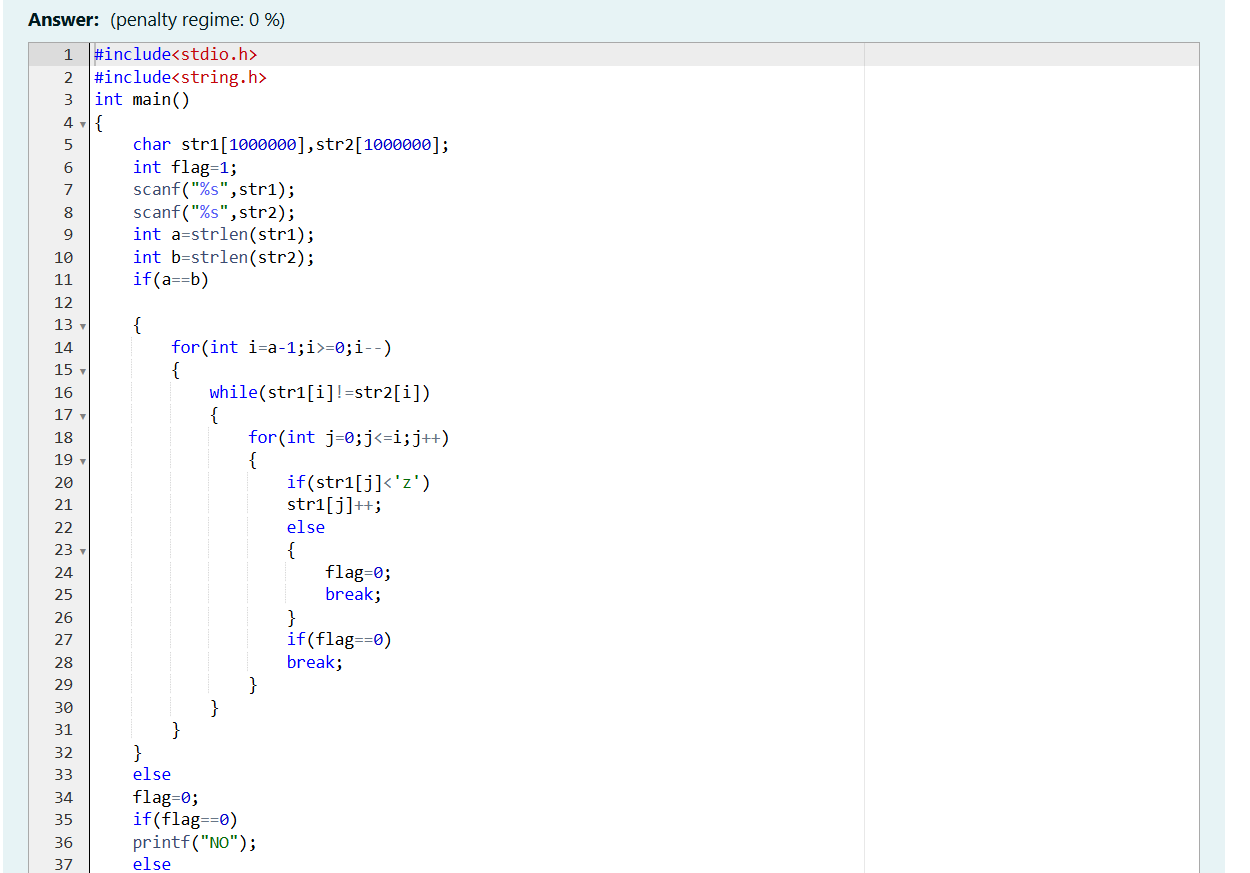 Answer: (penalty regime: 0 %)
1 #include<stdio.h>
2 #include<string.h>
3 int main()
4 {
5     char str1[1000000],str2[1000000];
6     int flag=1;
7     scanf("%s",str1);
8     scanf("%s",str2);
9     int a=strlen(str1);
10     int b=strlen(str2);
11     if(a==b)
12
13     {
14         for(int i=a-1;i>=0;i--)
15         {
16             while(str1[i]!=str2[i])
17             {
18                 for(int j=0;j<=i;j++)
19                 {
20                     if(str1[j]<'z')
21                     str1[j]++;
22                     else
23                     {
24                         flag=0;
25                         break;
26                     }
27                     if(flag==0)
28                     break;
29                 }
30             }
31         }
32     }
33     else
34     flag=0;
35     if(flag==0)
36     printf("NO");
37     else